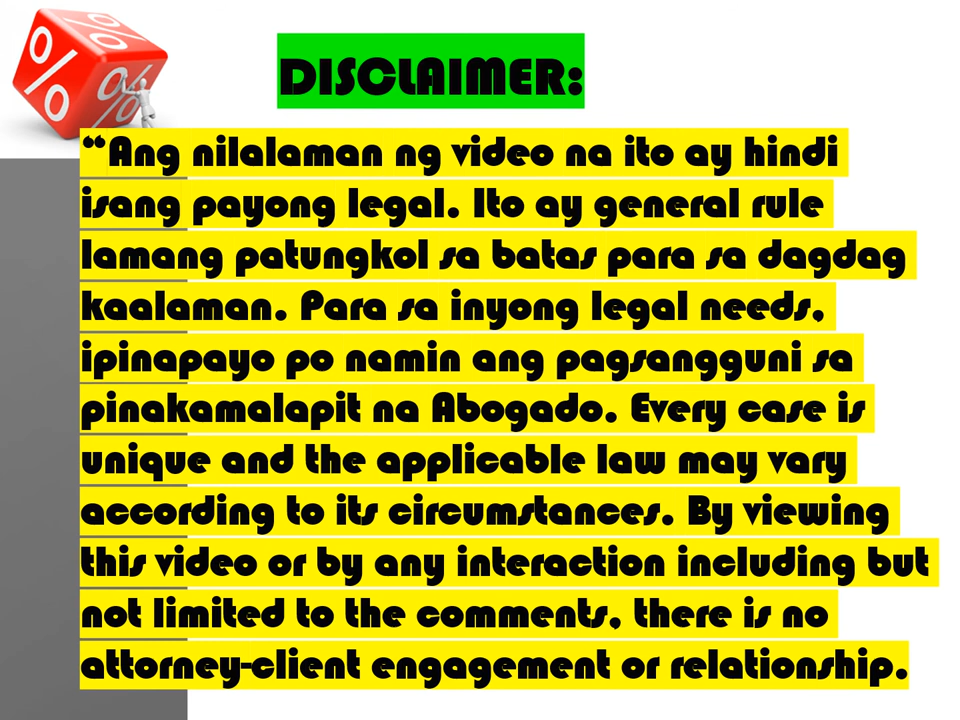 DISCLAIMER:
“Ang nilalaman ng video na ito ay hindi
isang payong legal. Ito ay general rule
lamang patungkol sa batas para sa dagdag
kaalaman. Para sa inyong legal needs,
ipinapayo po namin ang pagsangguni sa
pinakamalapit na Abogado. Every case is
unique and the applicable law may vary
according to its circumstances. By viewing
this video or by any interaction including but
not limited to the comments, there is no
attorney-client engagement or relationship.
%
%
%